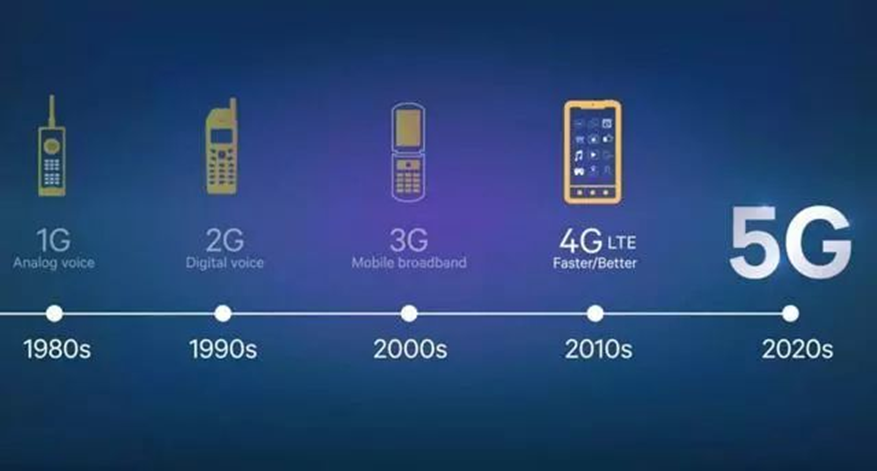 1G
Analog voice
2G
Digital voice
3G
Mobile broadband
4G LTE
Faster/Better
5G
1980s
1990s
2000s
2010s
2020s